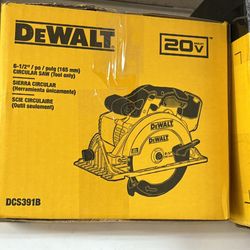 DEWALT
20V
6-1/2" / po / pulg (165 mm)
CIRCULAR SAW (Tool only)
SIERRA CIRCULAR
(Herramienta únicamente)
SCIE CIRCULAIRE
(Outil seulement)
DEWALT
DCS391B